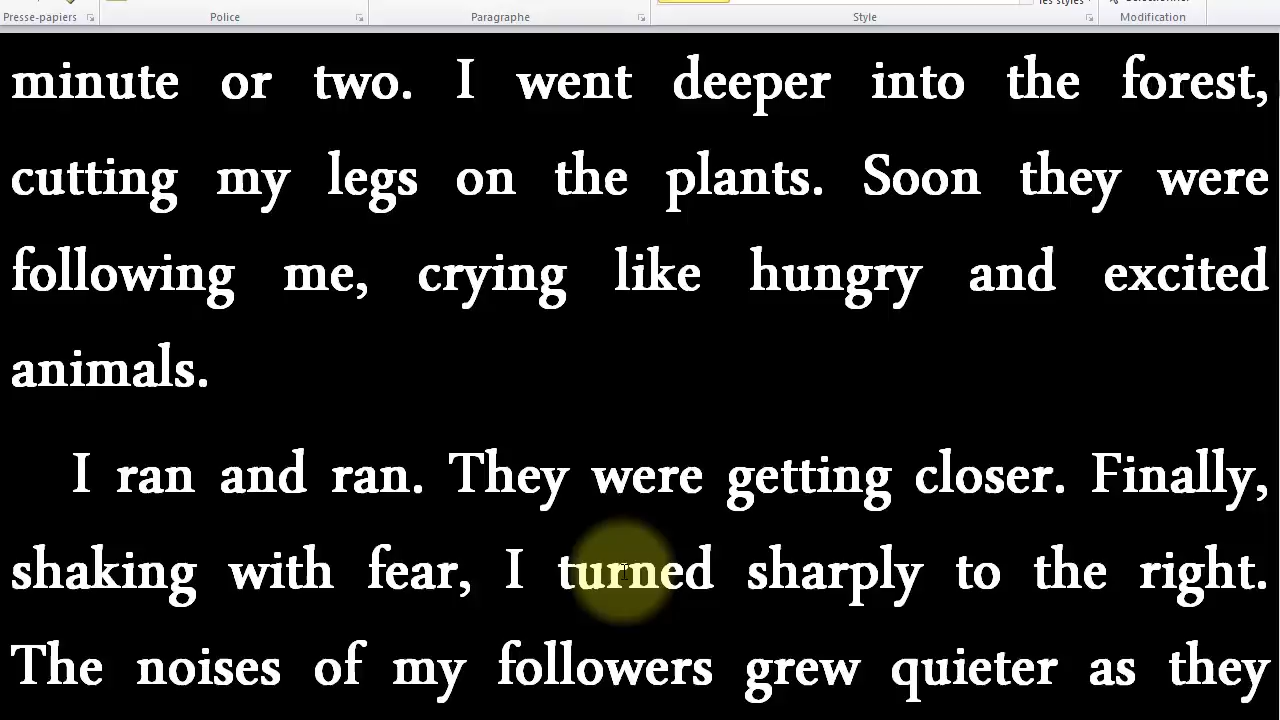 Presse-papiers Police Paragraphe Style Modification
minute or two. I went deeper into the forest,
cutting my legs on the plants. Soon they were
following me, crying like hungry and excited
animals.
I ran and ran. They were getting closer. Finally,
shaking with fear, I turned sharply to the right.
The noises of my followers grew quieter as they